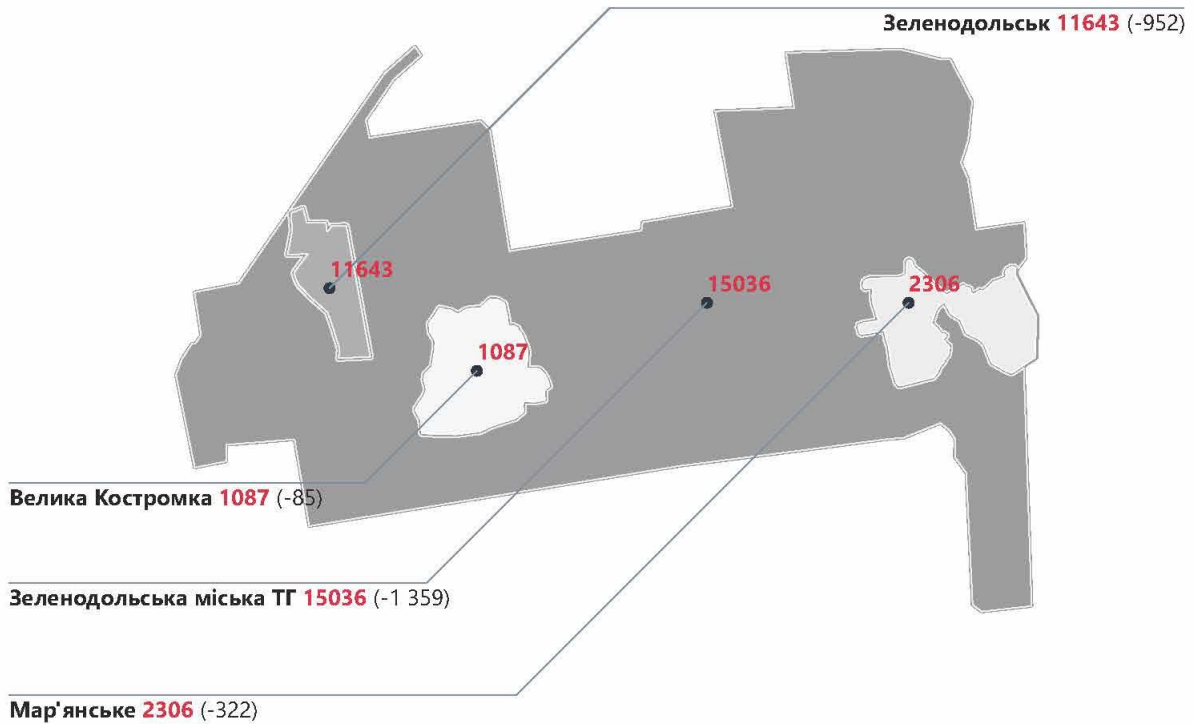 Зеленодольськ 11643 (-952)
11643
15036
2306
1087
Велика Костромка 1087 (-85)
Зеленодольська міська ТГ 15036 (-1 359)
Мар'янське 2306 (-322)